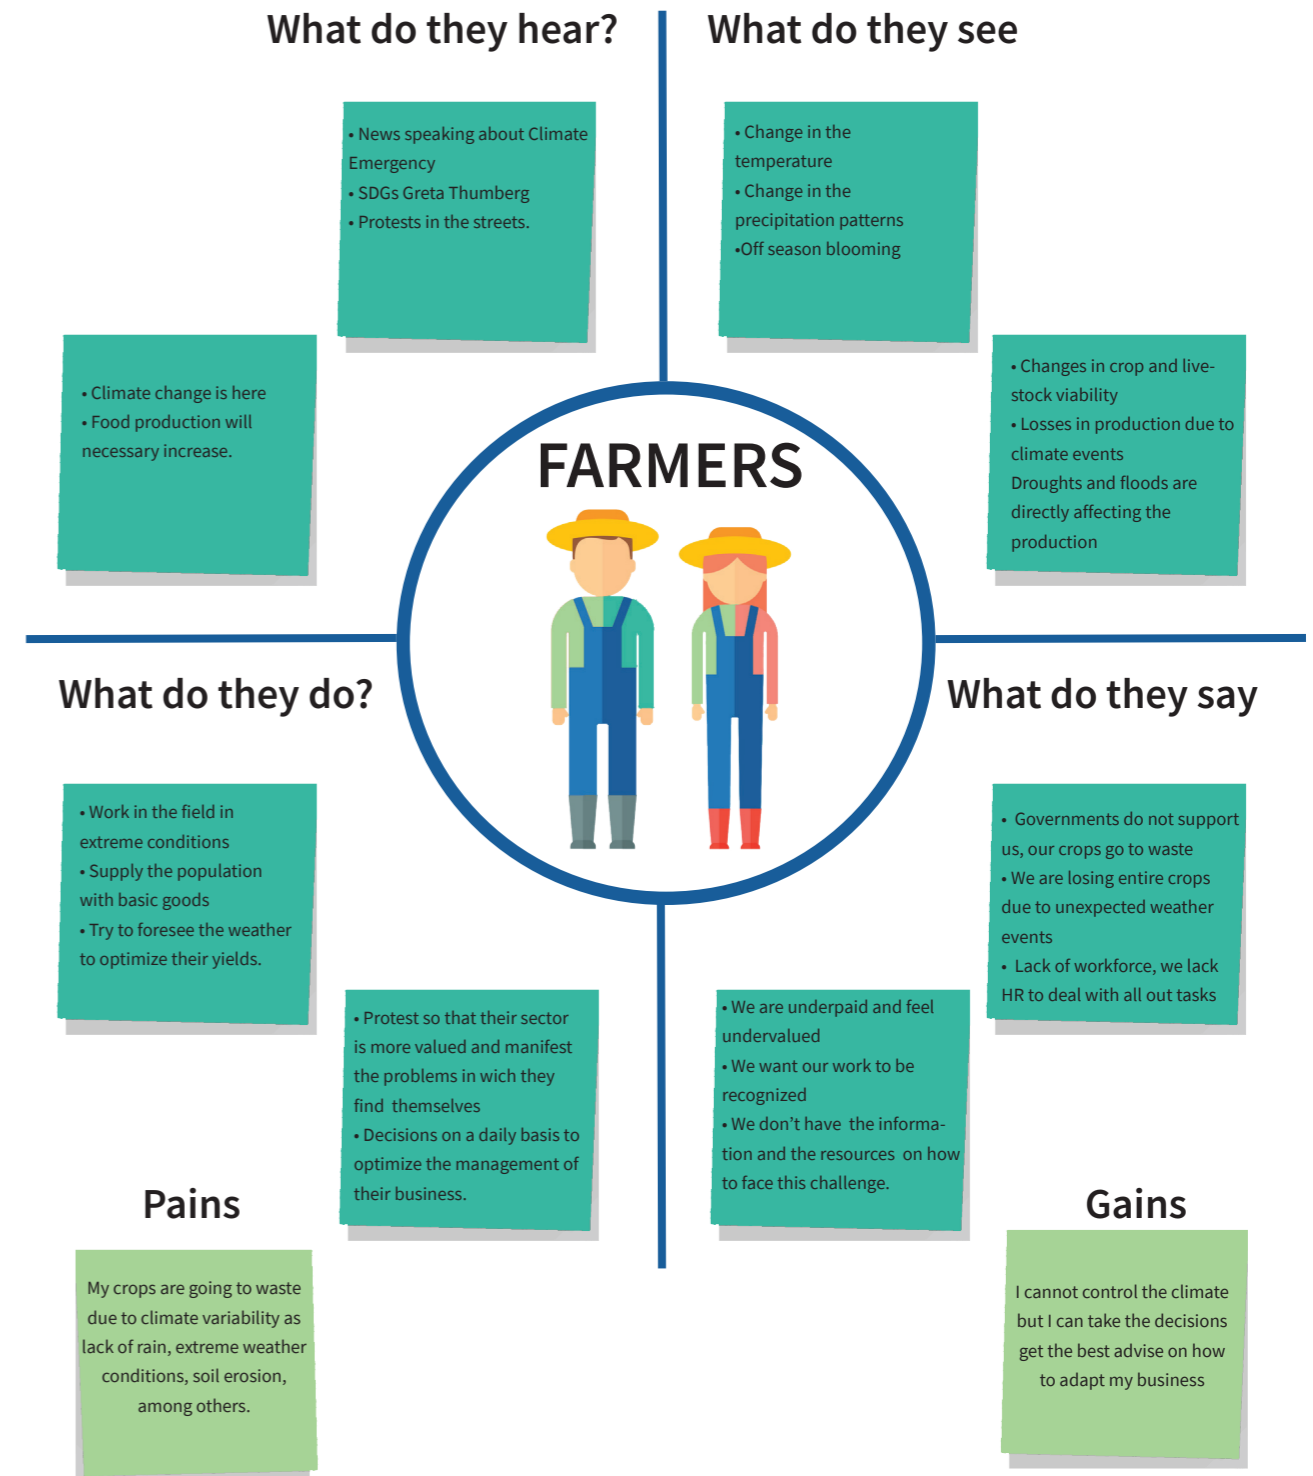 What do they hear?
• News speaking about Climate
Emergency
• SDGs Greta Thumberg
• Protests in the streets.
• Climate change is here
• Food production will
necessary increase.
What do they see
• Change in the
temperature
• Change in the
precipitation patterns
•Off season blooming
• Changes in crop and live-
stock viability
• Losses in production due to
climate events
Droughts and floods are
directly affecting the
production
FARMERS
What do they do?
• Work in the field in
extreme conditions
• Supply the population
with basic goods
• Try to foresee the weather
to optimize their yields.
• Protest so that their sector
is more valued and manifest
the problems in wich they
find themselves
• Decisions on a daily basis to
optimize the management of
their business.
What do they say
• Governments do not support
us, our crops go to waste
• We are losing entire crops
due to unexpected weather
events
• Lack of workforce, we lack
HR to deal with all out tasks
• We are underpaid and feel
undervalued
• We want our work to be
recognized
• We don’t have the informa-
tion and the resources on how
to face this challenge.
Pains
My crops are going to waste
due to climate variability as
lack of rain, extreme weather
conditions, soil erosion,
among others.
Gains
I cannot control the climate
but I can take the decisions
get the best advise on how
to adapt my business